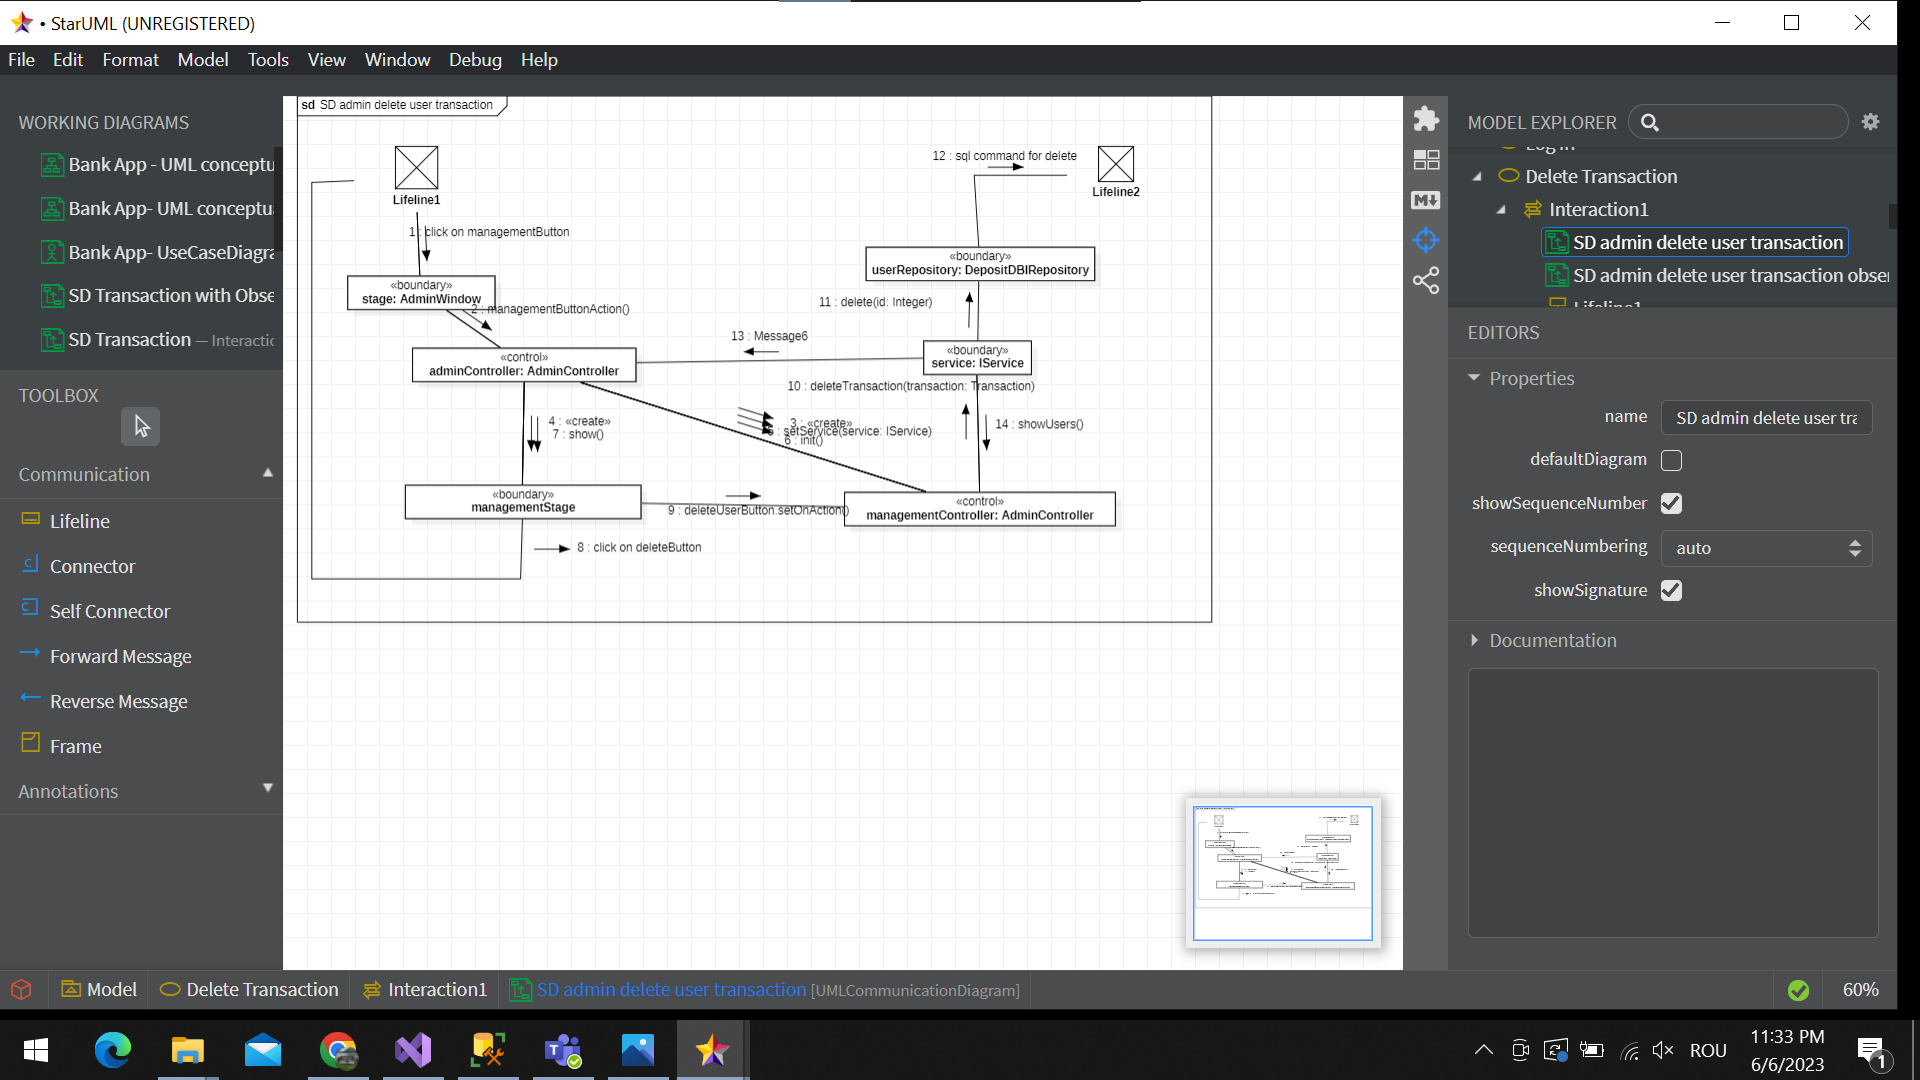 • StarUML (UNREGISTERED)
File Edit Format Model Tools View Window Debug Help
WORKING DIAGRAMS
Bank App - UML conceptu
Bank App- UML conceptua
Bank App- UseCaseDiagra
SD Transaction with Obse
SD Transaction — Interactic
TOOLBOX
Communication
Lifeline
Connector
Self Connector
Forward Message
Reverse Message
Frame
Annotations
sd SD admin delete user transaction
Lifeline1
1 : click on managementButton
«boundary»
stage: AdminWindow
2 : managementButtonAction()
«control»
adminController: AdminController
4 : «create»
7 : show()
3 : «create»
5 : setService(service: IService)
6 : init()
«boundary»
managementStage
8 : click on deleteButton
9 : deleteUserButton.setOnAction()
«control»
managementController: AdminController
10 : deleteTransaction(transaction: Transaction)
14 : showUsers()
13 : Message6
«boundary»
service: IService
11 : delete(id: Integer)
«boundary»
userRepository: DepositDBIRepository
12 : sql command for delete
Lifeline2
M
MODEL EXPLORER
Log in
Delete Transaction
Interaction1
SD admin delete user transaction
SD admin delete user transaction obser
Lifeline1
EDITORS
Properties
name SD admin delete user tra
defaultDiagram
showSequenceNumber
sequenceNumbering auto
showSignature
Documentation
Model Delete Transaction Interaction1 SD admin delete user transaction [UMLCommunicationDiagram] 60%
ROU
11:33 PM
6/6/2023
1